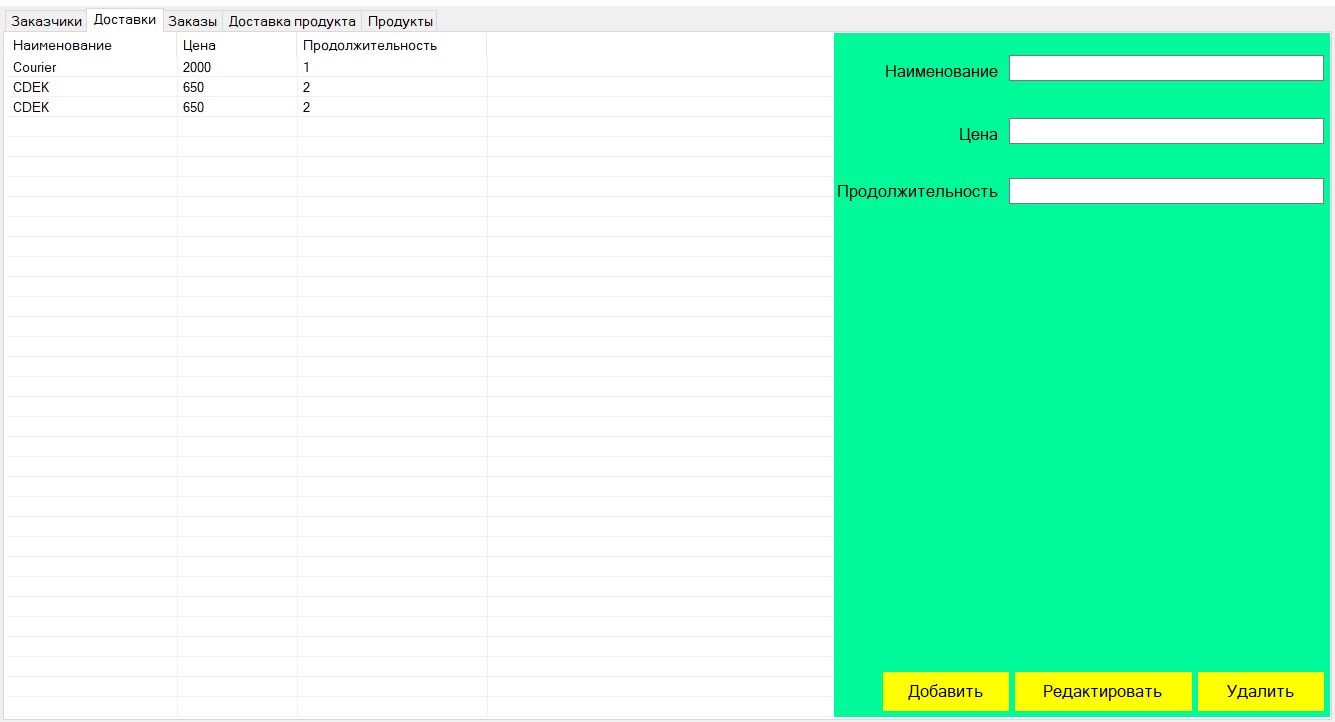 Заказчики Доставки Заказы Доставка продукта Продукты
Наименование Цена Продолжительность
Courier 2000 1
CDEK 650 2
CDEK 650 2
Наименование
Цена
Продолжительность
Добавить Редактировать Удалить